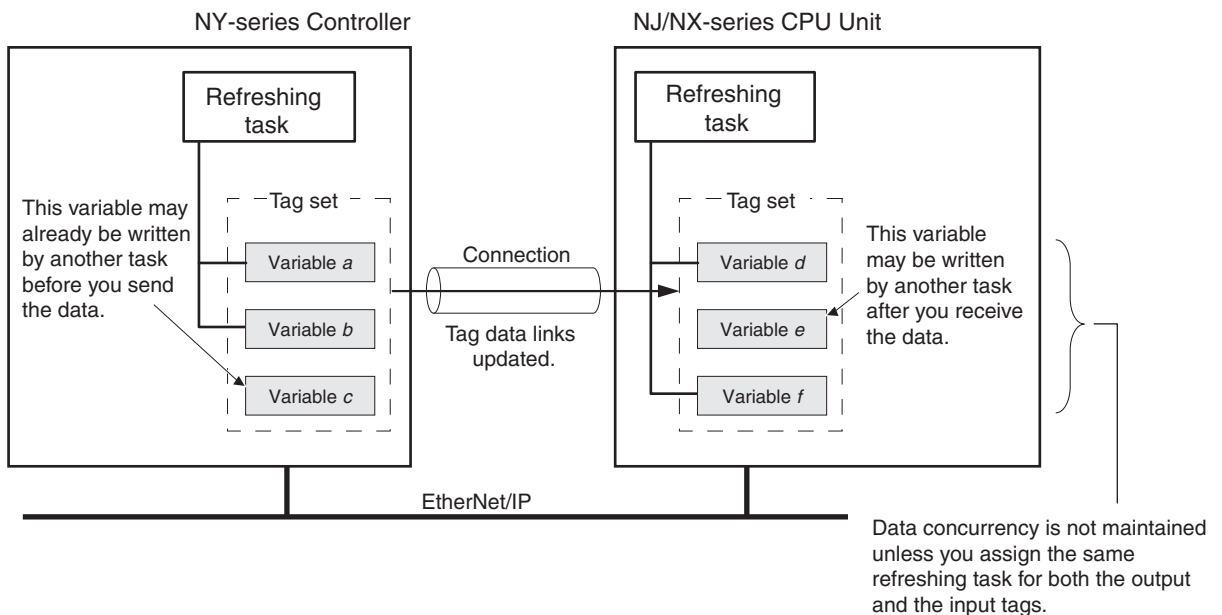 NY-series Controller
NJ/NX-series CPU Unit
Refreshing
task
Refreshing
task
This variable may
already be written
by another task
before you send
the data.
Tag set
Variable a
Variable b
Variable c
Connection
Tag data links
updated.
Tag set
Variable d
Variable e
Variable f
This variable
may be written
by another task
after you receive
the data.
EtherNet/IP
Data concurrency is not maintained
unless you assign the same
refreshing task for both the output
and the input tags.